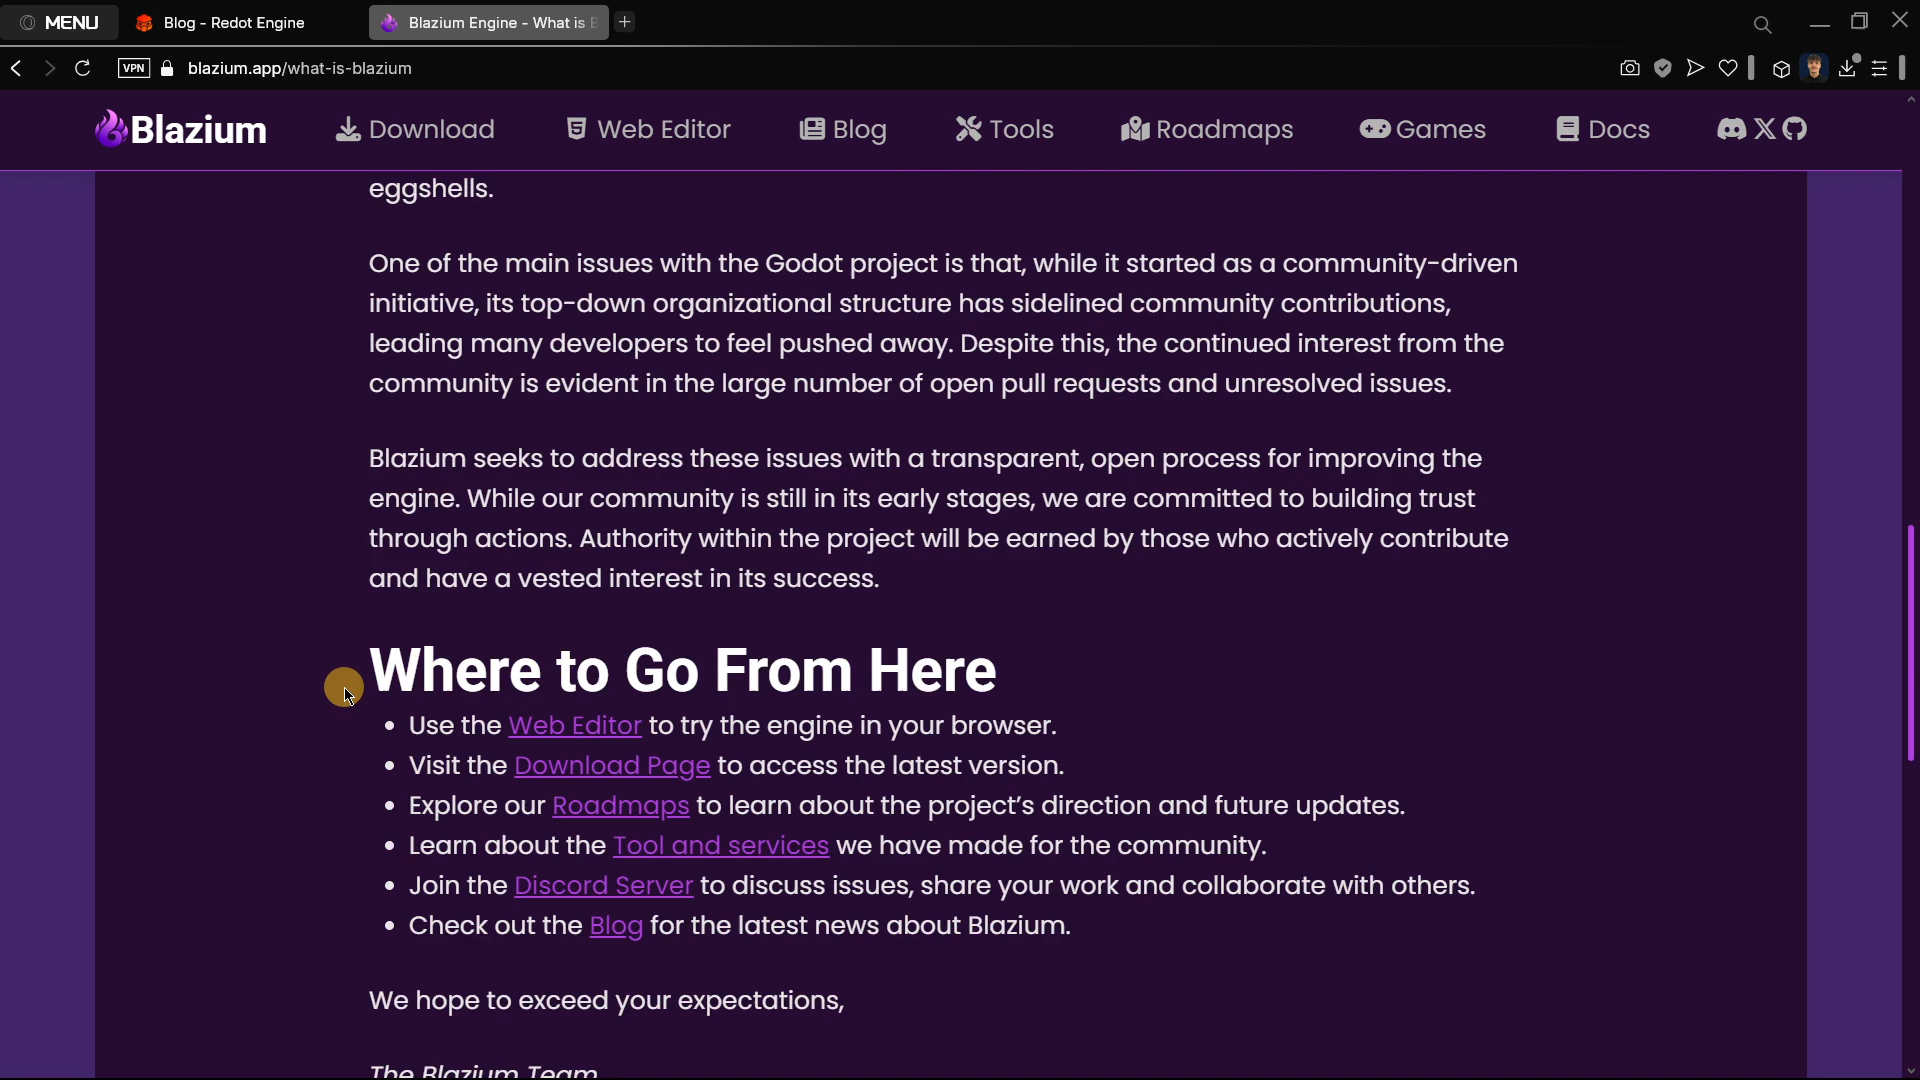 MENU
Blog - Redot Engine
Blazium Engine - What is B
VPN
blazium.app/what-is-blazium
Blazium
Download
Web Editor
Blog
Tools
Roadmaps
Games
Docs
eggshells.
One of the main issues with the Godot project is that, while it started as a community-driven
initiative, its top-down organizational structure has sidelined community contributions,
leading many developers to feel pushed away. Despite this, the continued interest from the
community is evident in the large number of open pull requests and unresolved issues.
Blazium seeks to address these issues with a transparent, open process for improving the
engine. While our community is still in its early stages, we are committed to building trust
through actions. Authority within the project will be earned by those who actively contribute
and have a vested interest in its success.
Where to Go From Here
• Use the Web Editor to try the engine in your browser.
• Visit the Download Page to access the latest version.
• Explore our Roadmaps to learn about the project's direction and future updates.
• Learn about the Tool and services we have made for the community.
• Join the Discord Server to discuss issues, share your work and collaborate with others.
• Check out the Blog for the latest news about Blazium.
We hope to exceed your expectations,
The Blazium Team